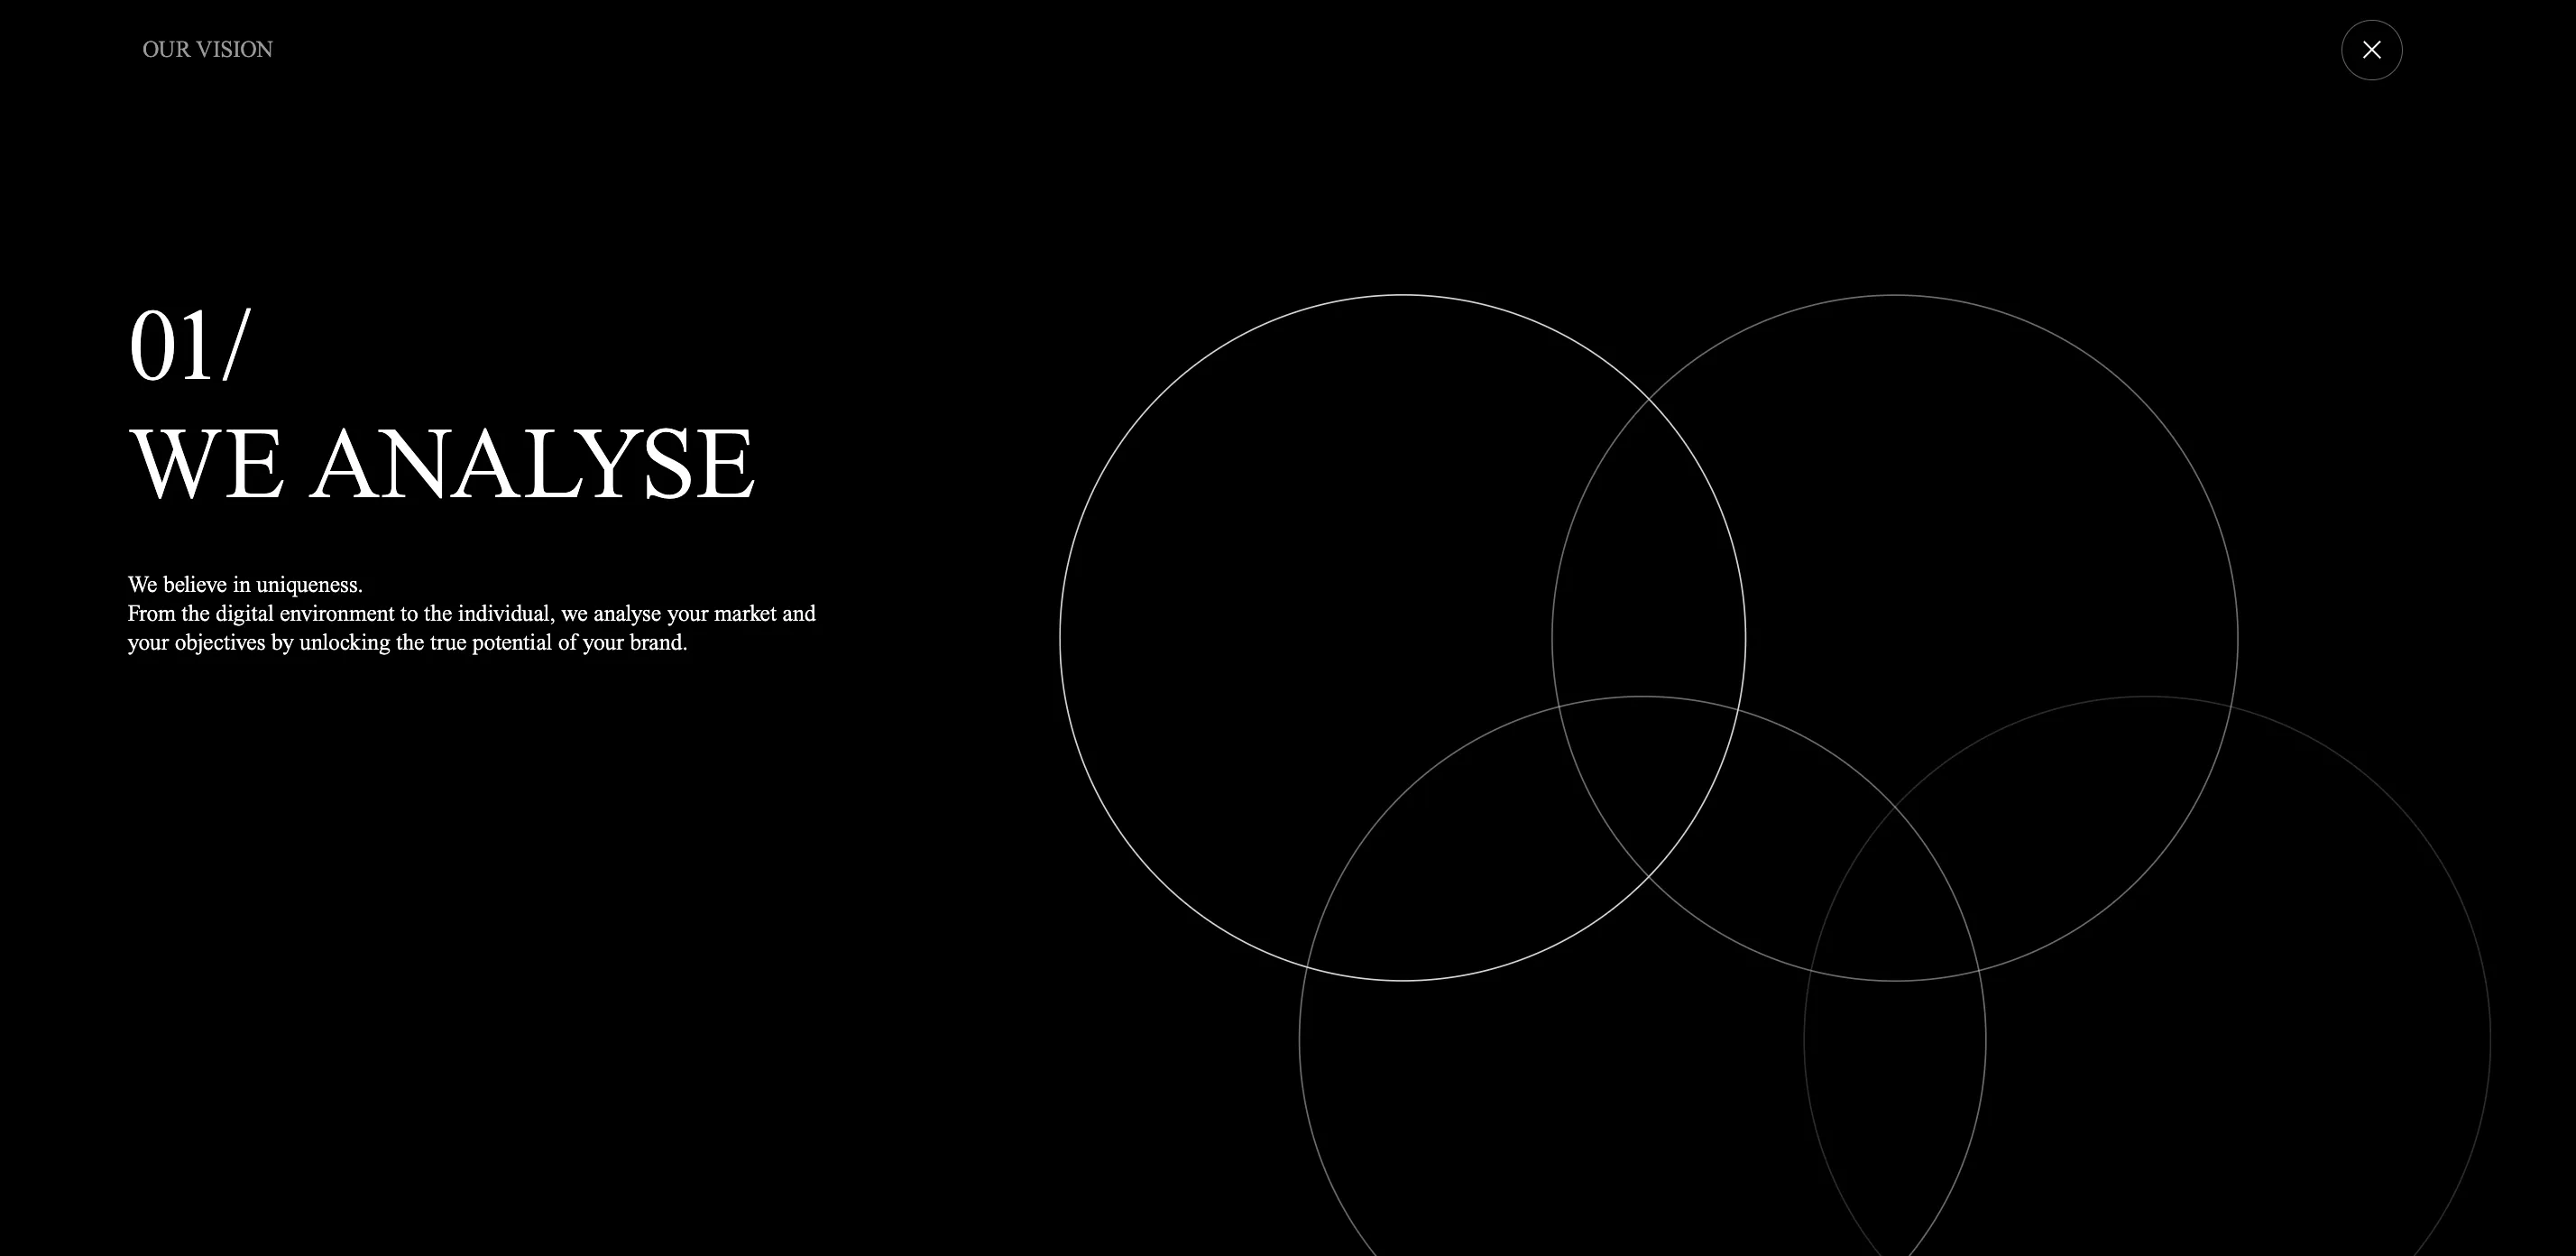 OUR VISION
01/
WE ANALYSE
We believe in uniqueness.
From the digital environment to the individual, we analyse your market and
your objectives by unlocking the true potential of your brand.